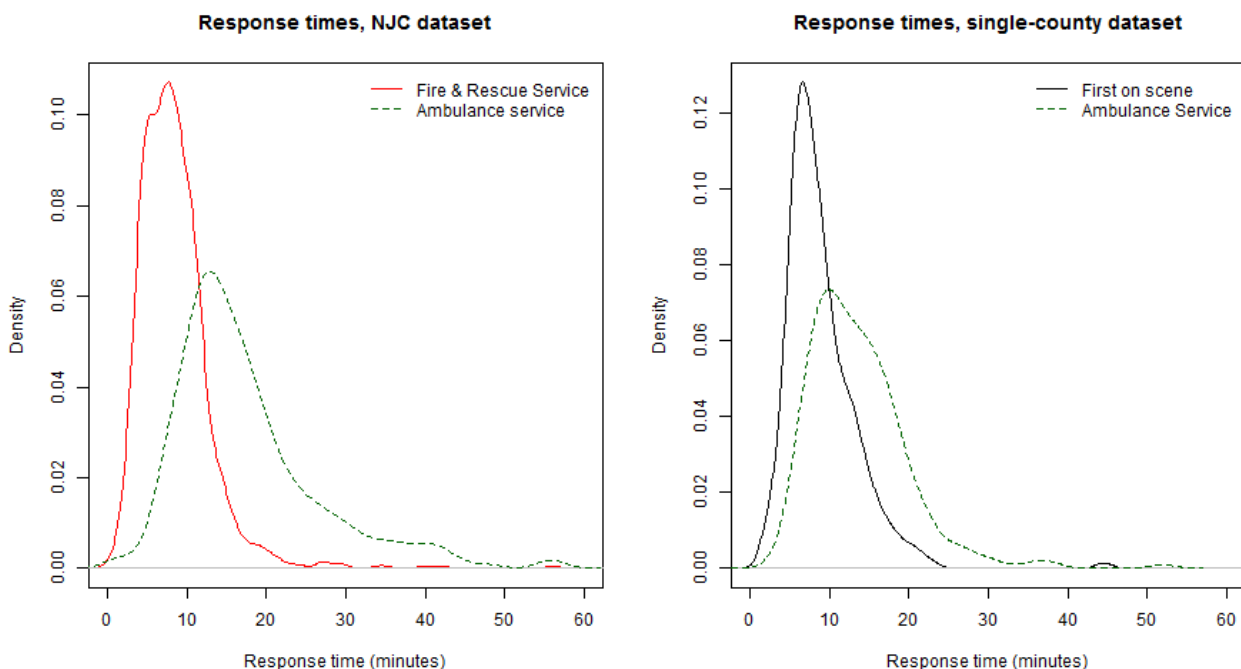 Response times, NJC dataset
Fire & Rescue Service
Ambulance service
Density
0.00
0.02
0.04
0.06
0.08
0.10
0 10 20 30 40 50 60
Response time (minutes)
Response times, single-county dataset
First on scene
Ambulance Service
Density
0.00
0.02
0.04
0.06
0.08
0.10
0.12
0 10 20 30 40 50 60
Response time (minutes)